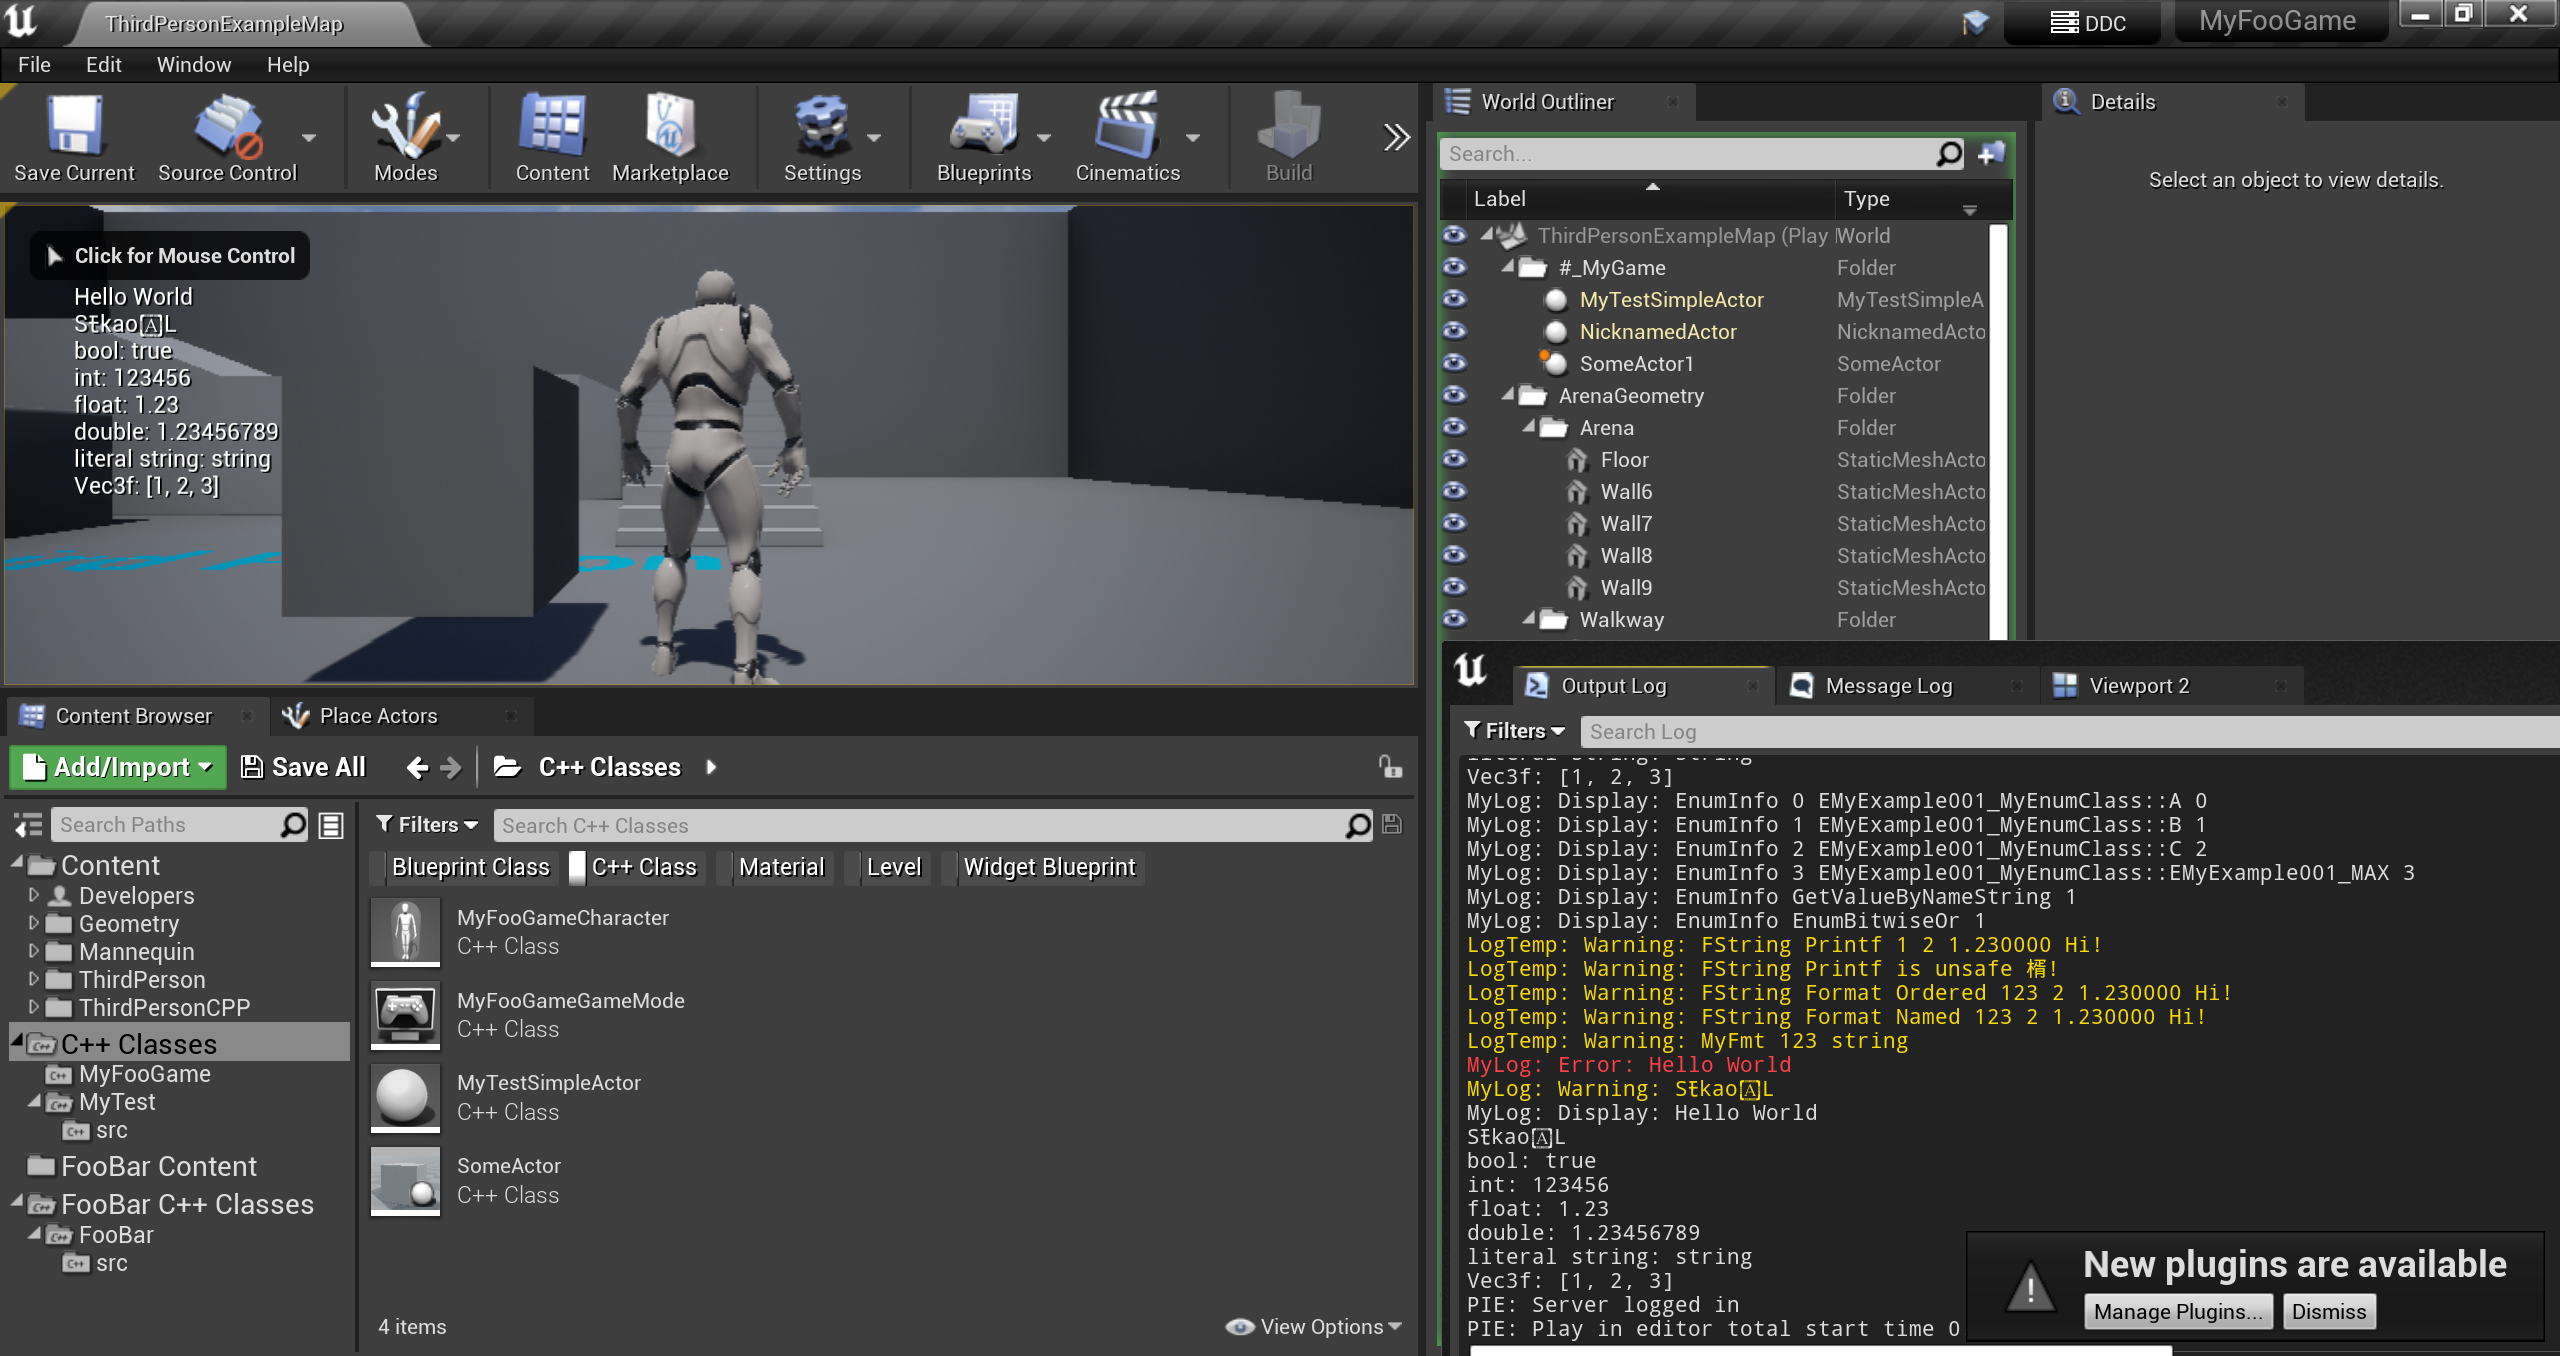 ThirdPersonExampleMap
DDC
MyFooGame
File Edit Window Help
Save Current
Source Control
Modes
Content
Marketplace
Settings
Blueprints
Cinematics
Build
Click for Mouse Control
Hello World
bool: true
int: 123456
float: 1.23
double: 1.23456789
literal string: string
Vec3f: [1, 2, 3]
World Outliner
Search...
Label Type
ThirdPersonExampleMap (Play World
#_MyGame Folder
MyTestSimpleActor MyTestSimpleA
NicknamedActor NicknamedActo
SomeActor1 SomeActor
ArenaGeometry Folder
Arena Folder
Floor StaticMeshActo
Wall6 StaticMeshActo
Wall7 StaticMeshActo
Wall8 StaticMeshActo
Wall9 StaticMeshActo
Walkway Folder
Details
Select an object to view details.
Content Browser
Place Actors
Add/Import
Save All
C++ Classes
Search Paths
Content
Developers
Geometry
Mannequin
ThirdPerson
ThirdPersonCPP
C++ Classes
MyFooGame
MyTest
src
FooBar Content
FooBar C++ Classes
FooBar
src
Filters
Search C++ Classes
Blueprint Class
C++ Class
Material
Level
Widget Blueprint
MyFooGameCharacter
C++ Class
MyFooGameGameMode
C++ Class
MyTestSimpleActor
C++ Class
SomeActor
C++ Class
4 items
View Options
Output Log
Message Log
Viewport 2
Filters
Search Log
literal string: string
Vec3f: [1, 2, 3]
MyLog: Display: EnumInfo 0 EMyExample001_MyEnumClass::A 0
MyLog: Display: EnumInfo 1 EMyExample001_MyEnumClass::B 1
MyLog: Display: EnumInfo 2 EMyExample001_MyEnumClass::C 2
MyLog: Display: EnumInfo 3 EMyExample001_MyEnumClass::EMyExample001_MAX 3
MyLog: Display: EnumInfo GetValueByNameString 1
MyLog: Display: EnumInfo EnumBitwiseOr 1
LogTemp: Warning: FString Printf 1 2 1.230000 Hi!
LogTemp: Warning: FString Printf is unsafe !
LogTemp: Warning: FString Format Ordered 123 2 1.230000 Hi!
LogTemp: Warning: FString Format Named 123 2 1.230000 Hi!
LogTemp: Warning: MyFmt 123 string
MyLog: Error: Hello World
MyLog: Warning:
MyLog: Display: Hello World
bool: true
int: 123456
float: 1.23
double: 1.23456789
literal string: string
Vec3f: [1, 2, 3]
PIE: Server logged in
PIE: Play in editor total start time 0
New plugins are available
Manage Plugins...
Dismiss